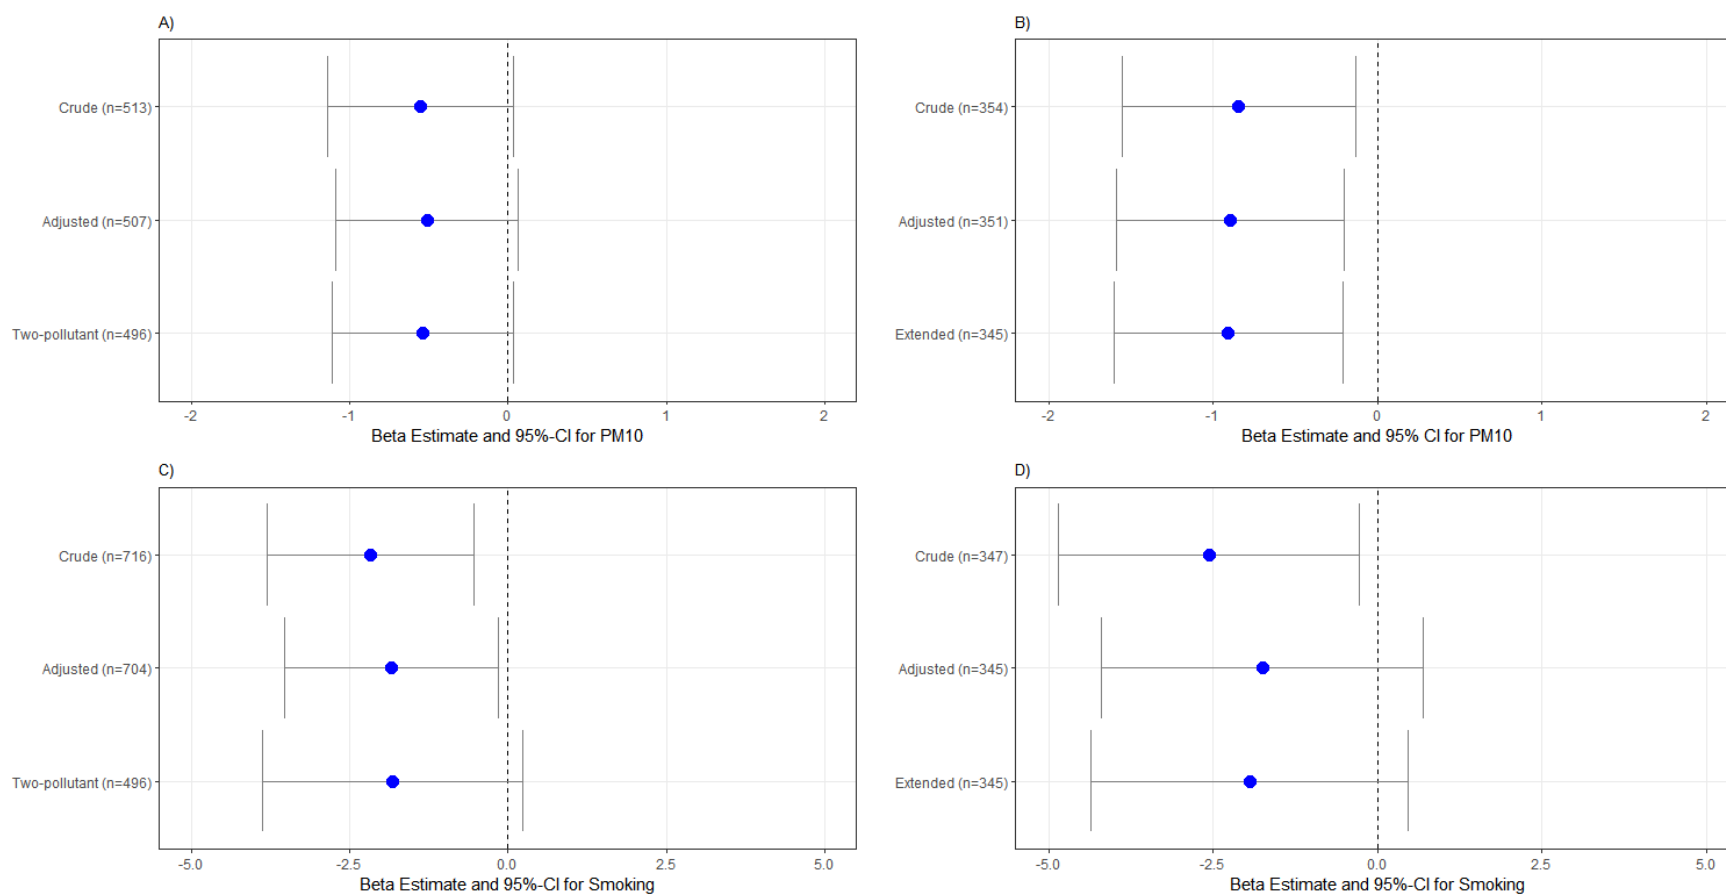 A)
Crude (n=513)
Adjusted (n=507)
Two-pollutant (n=496)
-2 -1 0 1 2
Beta Estimate and 95%-CI for PM10
B)
Crude (n=354)
Adjusted (n=351)
Extended (n=345)
-2 -1 0 1 2
Beta Estimate and 95% CI for PM10
C)
Crude (n=716)
Adjusted (n=704)
Two-pollutant (n=496)
-5.0 -2.5 0.0 2.5 5.0
Beta Estimate and 95%-CI for Smoking
D)
Crude (n=347)
Adjusted (n=345)
Extended (n=345)
-5.0 -2.5 0.0 2.5 5.0
Beta Estimate and 95%-CI for Smoking